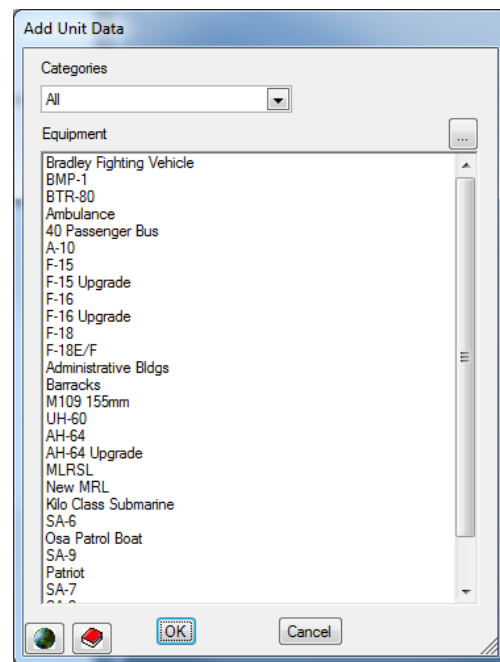 Add Unit Data
Categories
All
Equipment
...
Bradley Fighting Vehicle
BMP-1
BTR-80
Ambulance
40 Passenger Bus
A-10
F-15
F-15 Upgrade
F-16
F-16 Upgrade
F-18
F-18E/F
Administrative Bldgs
Barracks
M109 155mm
UH-60
AH-64
AH-64 Upgrade
MLRSL
New MRL
Kilo Class Submarine
SA-6
Osa Patrol Boat
SA-9
Patriot
SA-7
OK
Cancel